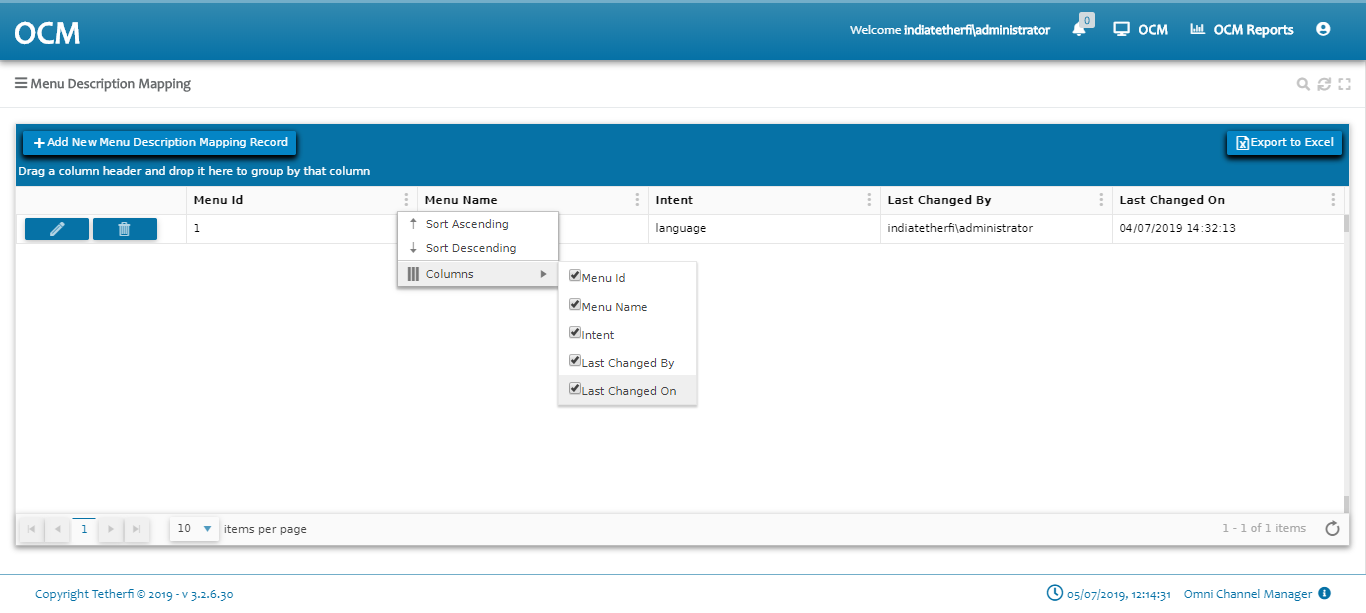 OCM
Welcome indiatetherfi\administrator
0
OCM
OCM Reports
Menu Description Mapping
Add New Menu Description Mapping Record
Export to Excel
Drag a column header and drop it here to group by that column
Menu Id
Menu Name
Intent
Last Changed By
Last Changed On
1
language
indiatetherfi\administrator
04/07/2019 14:32:13
Sort Ascending
Sort Descending
Columns
Menu Id
Menu Name
Intent
Last Changed By
Last Changed On
1
10
items per page
1 - 1 of 1 items
Copyright Tetherfi © 2019 - v 3.2.6.30
05/07/2019, 12:14:31
Omni Channel Manager